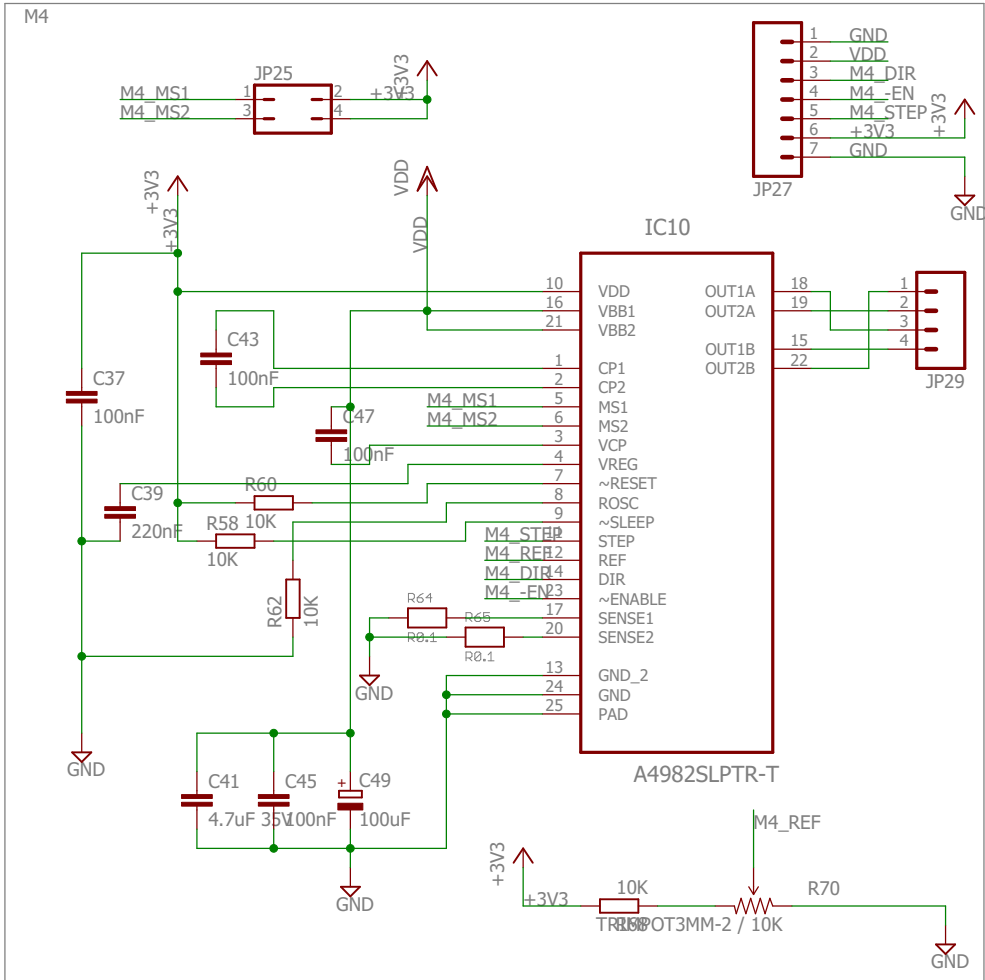 M4
JP25
M4_MS1 1 2 +3V3
M4_MS2 3 4
+3V3
1 GND
2 VDD
3 M4_DIR
4 M4_-EN
5 M4_STEP
6 +3V3
7 GND
+3V3
JP27
GND
+3V3
+3V3
VDD
VDD
IC10
10 VDD
16 VBB1
21 VBB2
1 CP1
2 CP2
M4_MS1 5 MS1
M4_MS2 6 MS2
3 VCP
4 VREG
7 ~RESET
8 ROSC
9 ~SLEEP
M4_STEP 11 STEP
M4_REF 12 REF
M4_DIR 14 DIR
M4_-EN 23 ~ENABLE
17 SENSE1
20 SENSE2
13 GND_2
24 GND
25 PAD
OUT1A 18
OUT2A 19
OUT1B 15
OUT2B 22
1
2
3
4
JP29
A4982SLPTR-T
C43
100nF
C37
100nF
C47
100nF
C39
220nF
R60
10K
R58
10K
R62
10K
R64
R0.1
R65
R0.1
GND
GND
C41
4.7uF 35V
C45
100nF
C49
+
100uF
GND
M4_REF
+3V3
+3V3
10K
R70
TRIMPOT3MM-2 / 10K
GND